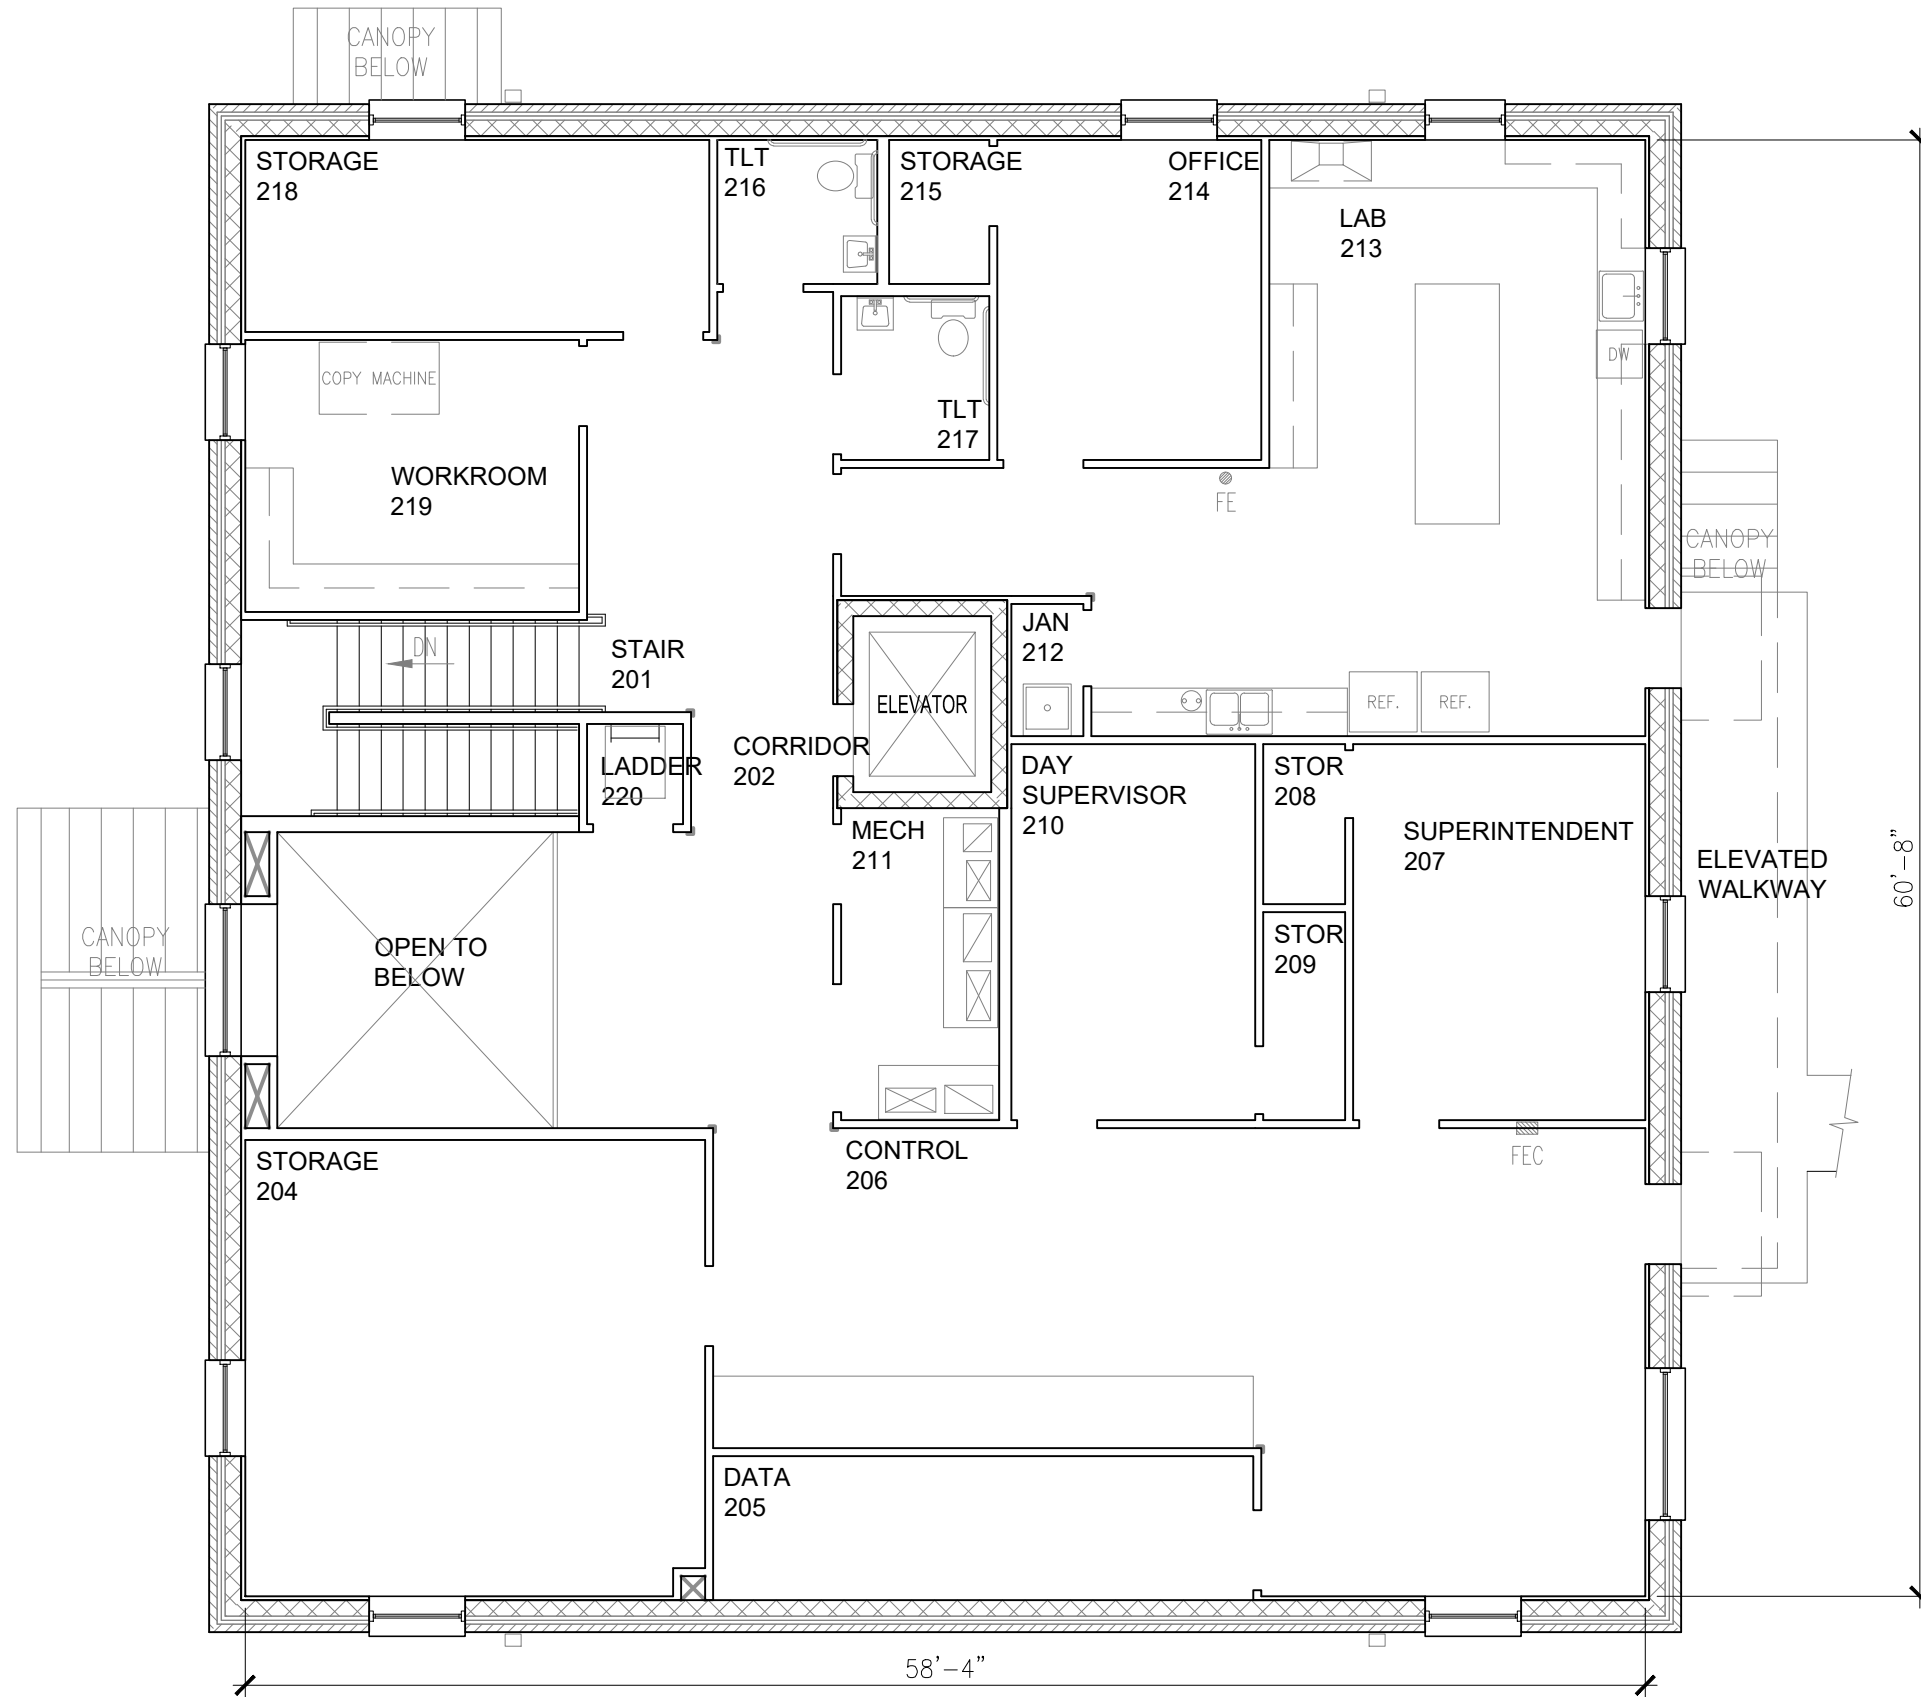 CANOPY
BELOW
STORAGE
218
TLT
216
STORAGE
215
OFFICE
214
LAB
213
COPY MACHINE
DW
TLT
217
WORKROOM
219
FE
CANOPY
BELOW
DN
STAIR
201
JAN
212
ELEVATOR
REF.
REF.
CORRIDOR
202
LADDER
220
DAY
SUPERVISOR
210
STOR
208
MECH
211
SUPERINTENDENT
207
ELEVATED
WALKWAY
60'-8"
CANOPY
BELOW
OPEN TO
BELOW
STOR
209
CONTROL
206
FEC
STORAGE
204
DATA
205
58'-4"